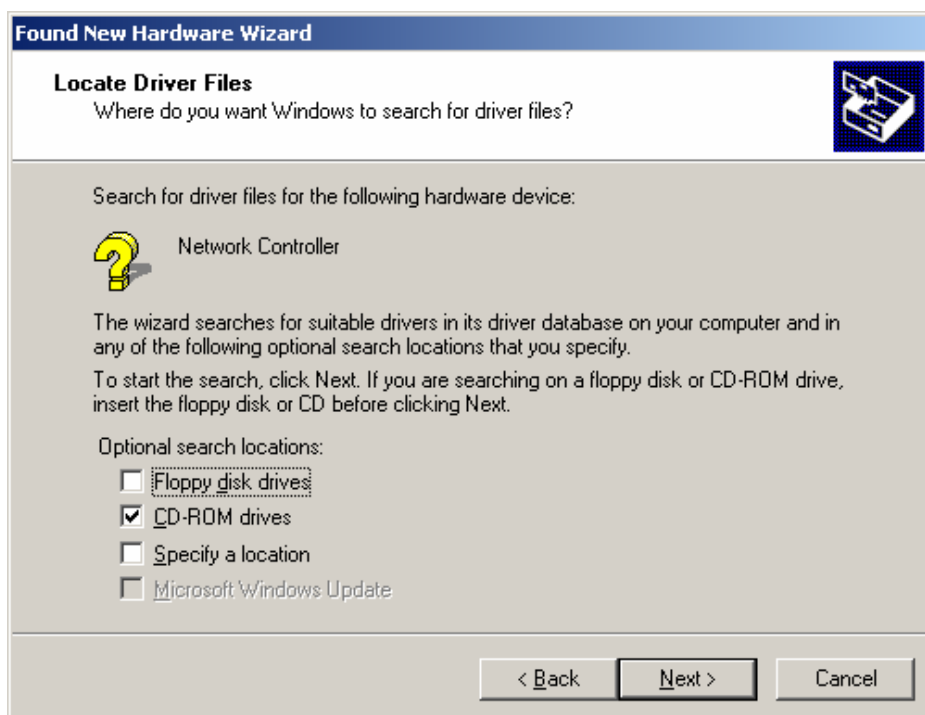 Found New Hardware Wizard
Locate Driver Files
Where do you want Windows to search for driver files?
Search for driver files for the following hardware device:
Network Controller
The wizard searches for suitable drivers in its driver database on your computer and in
any of the following optional search locations that you specify.
To start the search, click Next. If you are searching on a floppy disk or CD-ROM drive,
insert the floppy disk or CD before clicking Next.
Optional search locations:
Floppy disk drives
CD-ROM drives
Specify a location
Microsoft Windows Update
< Back Next > Cancel